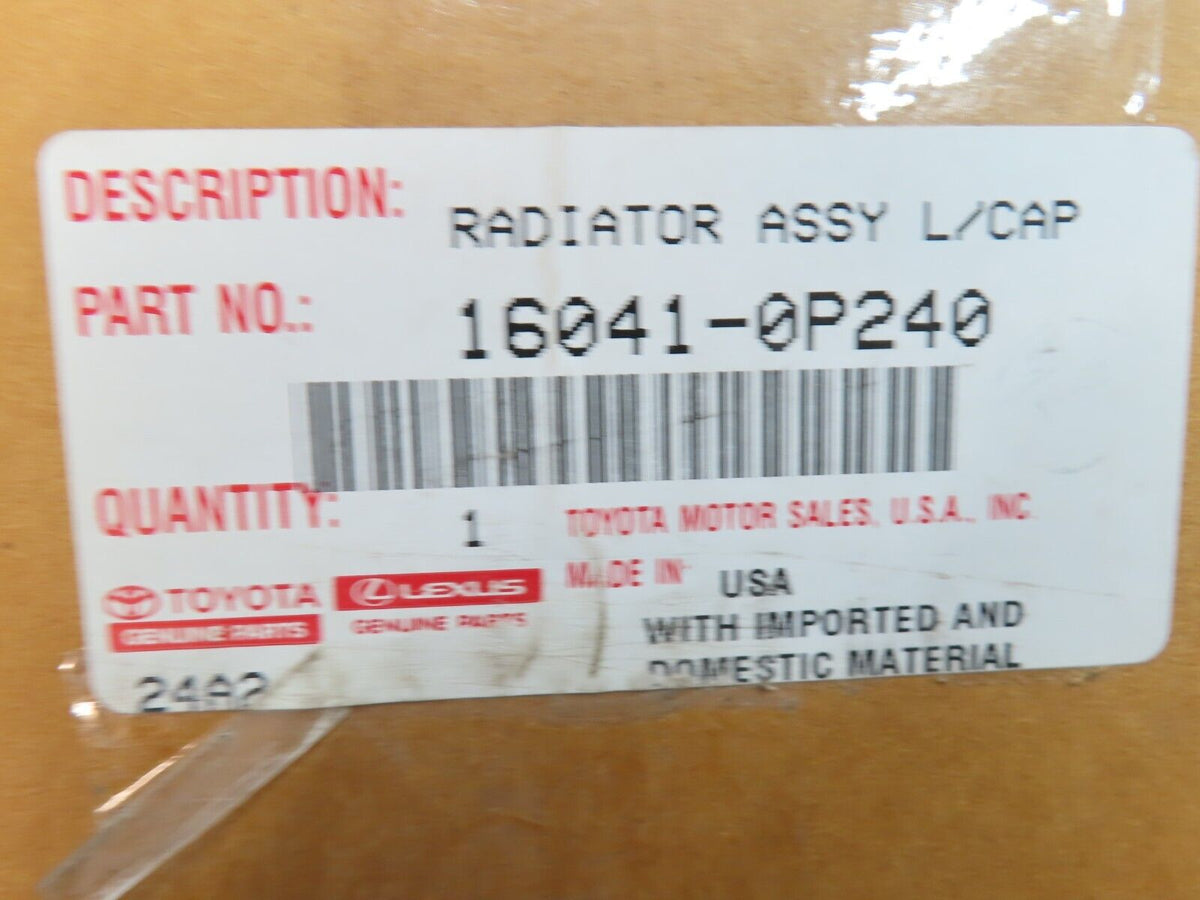 DESCRIPTION: RADIATOR ASSY L/CAP
PART NO.: 16041-0P240
QUANTITY: 1 TOYOTA MOTOR SALES, U.S.A., INC.
MADE IN: USA
TOYOTA LEXUS
GENUINE PARTS GENUINE PARTS
WITH IMPORTED AND
DOMESTIC MATERIAL
24A2